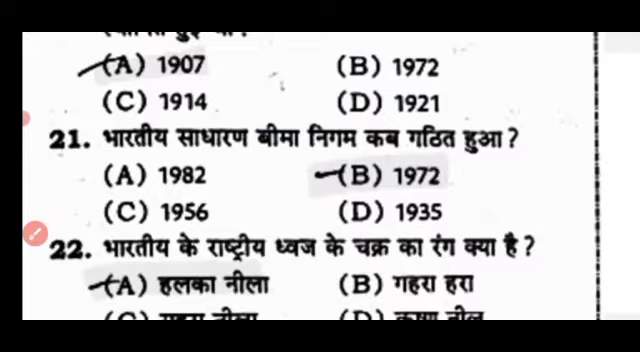 (A) 1907 (B) 1972
(C) 1914 (D) 1921
21. भारतीय साधारण बीमा निगम कब गठित हुआ ?
(A) 1982 (B) 1972
(C) 1956 (D) 1935
22. भारतीय के राष्ट्रीय ध्वज के चक्र का रंग क्या है ?
(A) हलका नीला (B) गहरा हरा
(C) गहरा नीला (D)